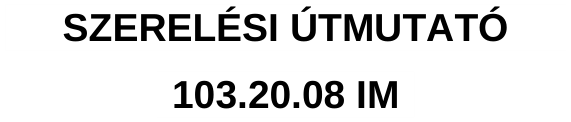 SZERELÉSI ÚTMUTATÓ
103.20.08 IM